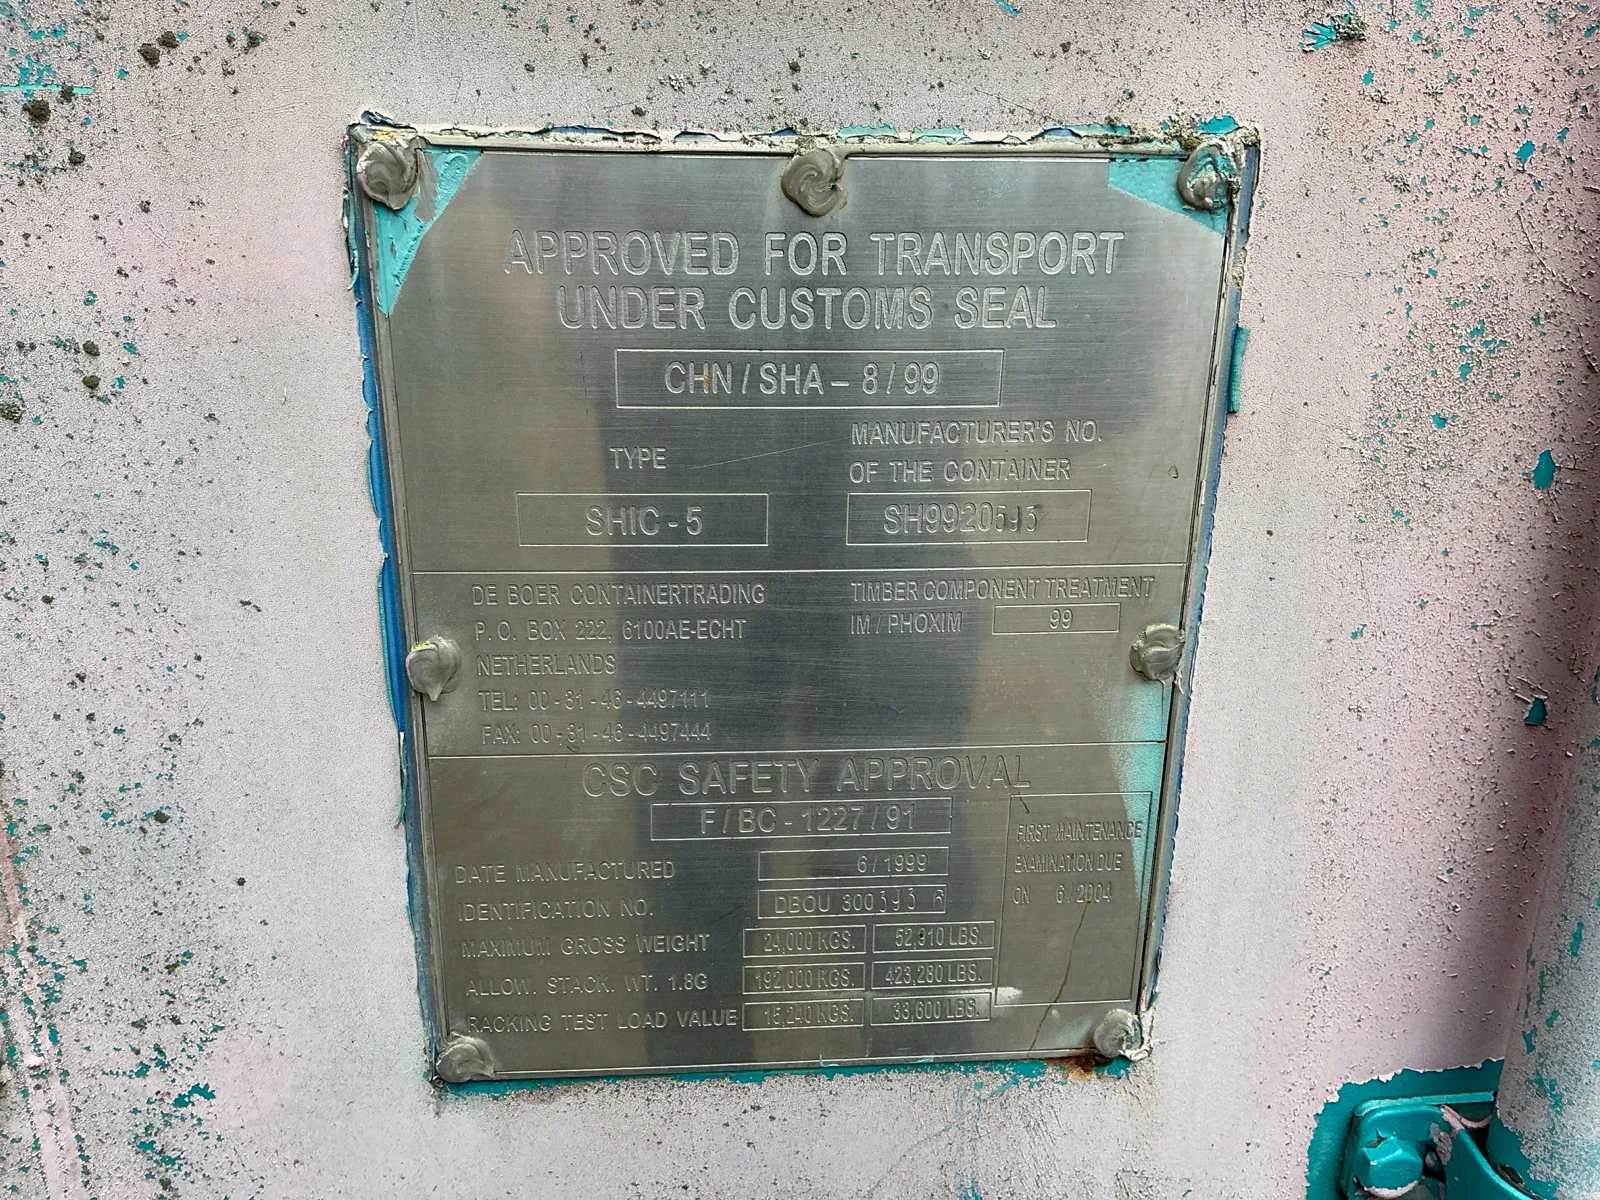 APPROVED FOR TRANSPORT
UNDER CUSTOMS SEAL
CHN / SHA - 8 / 99
TYPE
SHIC - 5
MANUFACTURER'S NO.
OF THE CONTAINER
DE BOER CONTAINERTRADING
P. O. BOX 222, 6100AE-ECHT
NETHERLANDS
TEL: 00 - 31 - 46 - 4497111
FAX: 00 - 31 - 46 - 4497444
TIMBER COMPONENT TREATMENT
IM / PHOXIM 99
CSC SAFETY APPROVAL
F / BC - 1227 / 91
DATE MANUFACTURED 6 / 1999
IDENTIFICATION NO. DBOU
MAXIMUM GROSS WEIGHT 24,000 KGS. 52,910 LBS.
ALLOW. STACK. WT. 1.8G 192,000 KGS. 423,280 LBS.
RACKING TEST LOAD VALUE 15,240 KGS. 33,600 LBS.
FIRST MAINTENANCE
EXAMINATION DUE
ON 6 / 2004